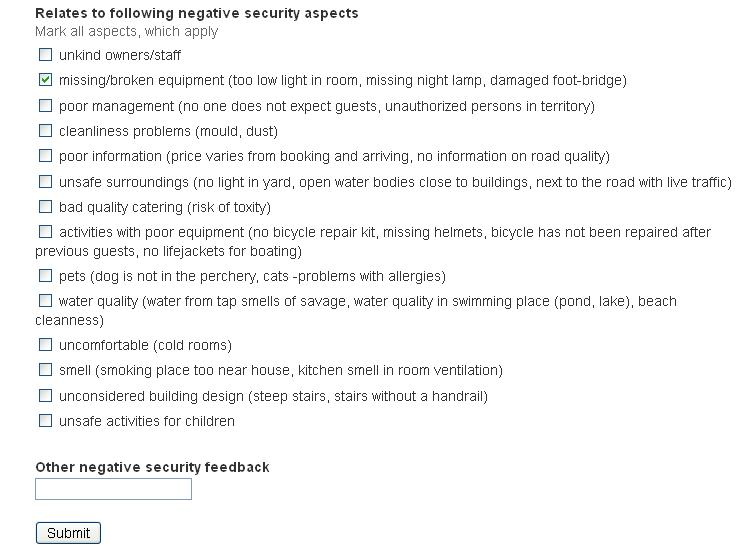 Relates to following negative security aspects
Mark all aspects, which apply
unkind owners/staff
missing/broken equipment (too low light in room, missing night lamp, damaged foot-bridge)
poor management (no one does not expect guests, unauthorized persons in territory)
cleanliness problems (mould, dust)
poor information (price varies from booking and arriving, no information on road quality)
unsafe surroundings (no light in yard, open water bodies close to buildings, next to the road with live traffic)
bad quality catering (risk of toxity)
activities with poor equipment (no bicycle repair kit, missing helmets, bicycle has not been repaired after
previous guests, no lifejackets for boating)
pets (dog is not in the perchery, cats -problems with allergies)
water quality (water from tap smells of savage, water quality in swimming place (pond, lake), beach
cleanness)
uncomfortable (cold rooms)
smell (smoking place too near house, kitchen smell in room ventilation)
unconsidered building design (steep stairs, stairs without a handrail)
unsafe activities for children
Other negative security feedback
Submit